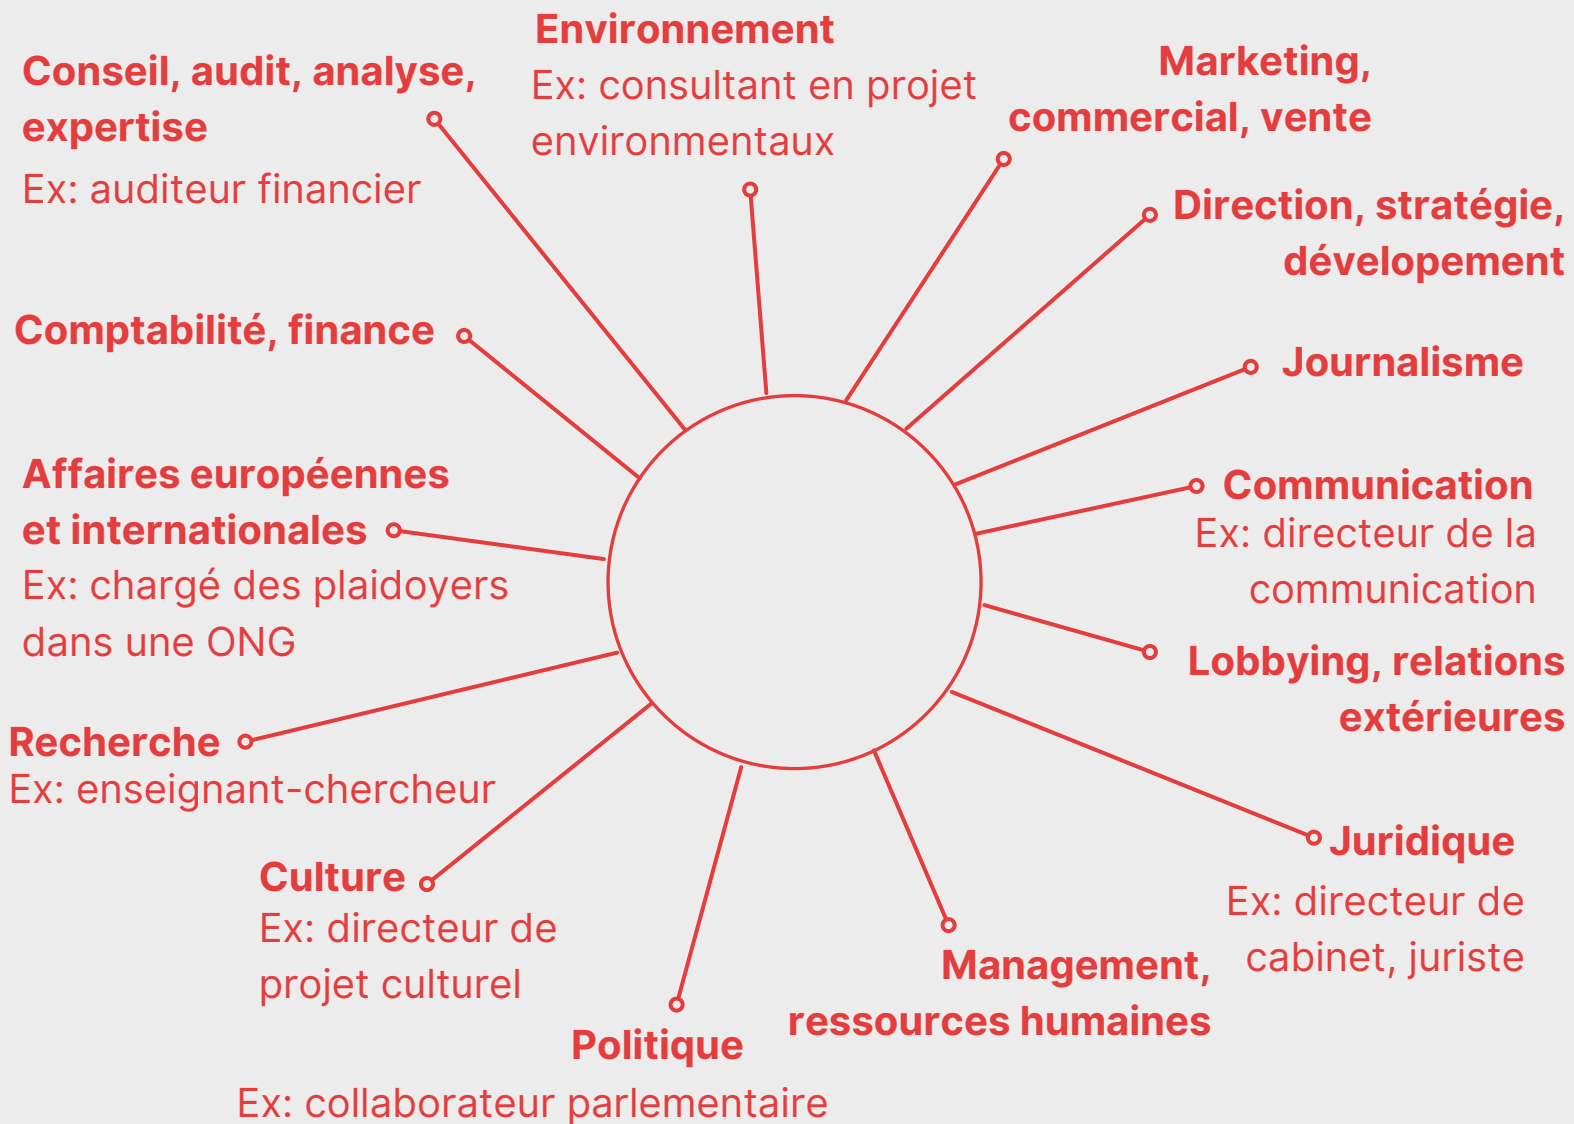 Environnement
Ex: consultant en projet
environmentaux
Marketing,
commercial, vente
Direction, stratégie,
dévelopement
Journalisme
Communication
Ex: directeur de la
communication
Lobbying, relations
extérieures
Juridique
Ex: directeur de
cabinet, juriste
Management,
ressources humaines
Politique
Ex: collaborateur parlementaire
Culture
Ex: directeur de
projet culturel
Recherche
Ex: enseignant-chercheur
Affaires européennes
et internationales
Ex: chargé des plaidoyers
dans une ONG
Comptabilité, finance
Conseil, audit, analyse,
expertise
Ex: auditeur financier